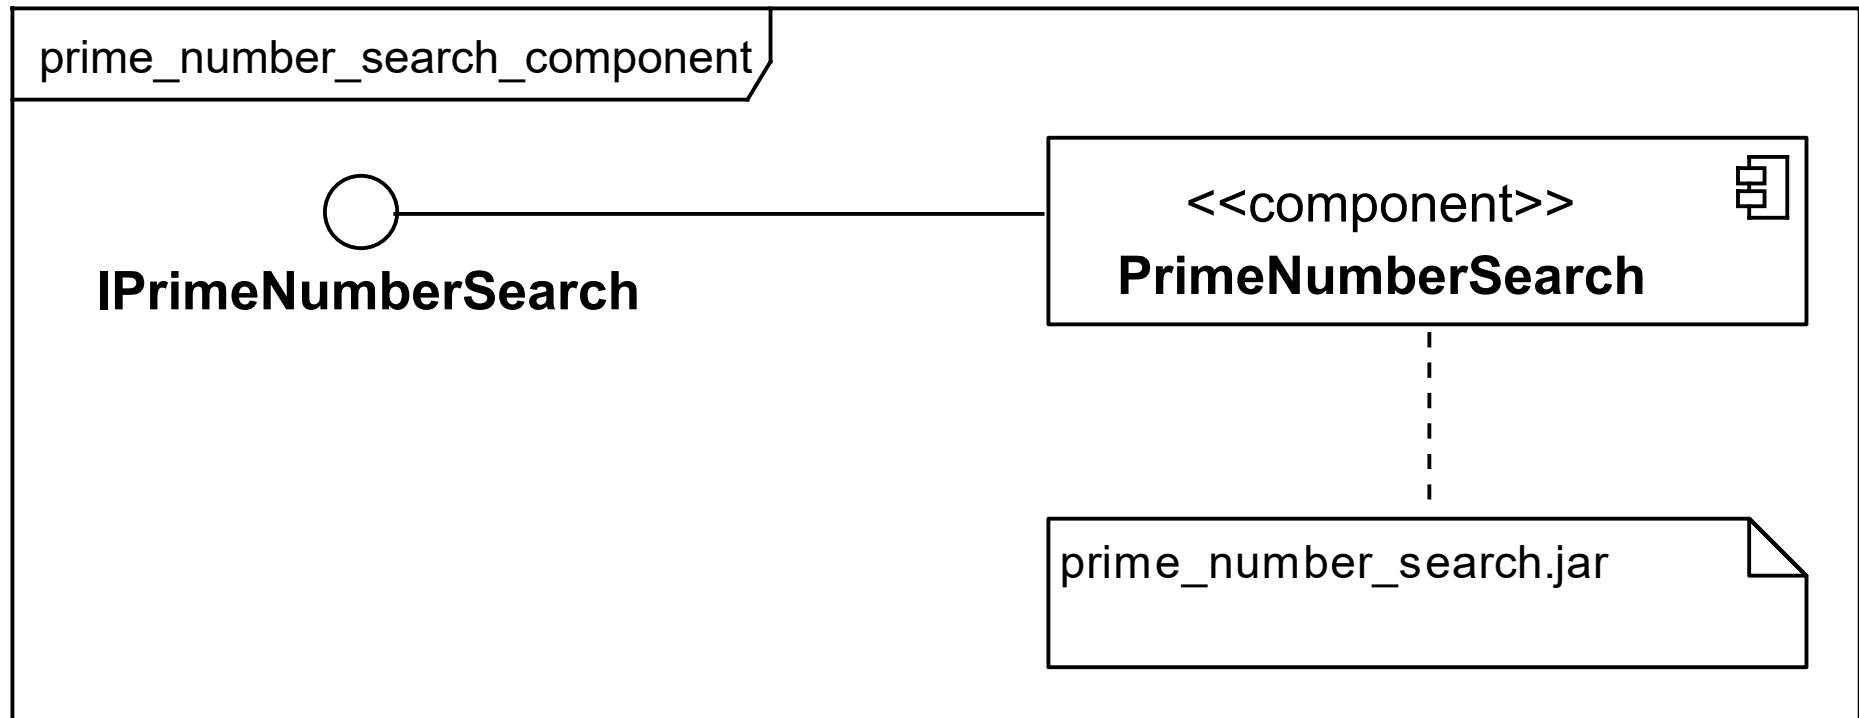 prime_number_search_component
<<component>>
PrimeNumberSearch
IPrimeNumberSearch
prime_number_search.jar